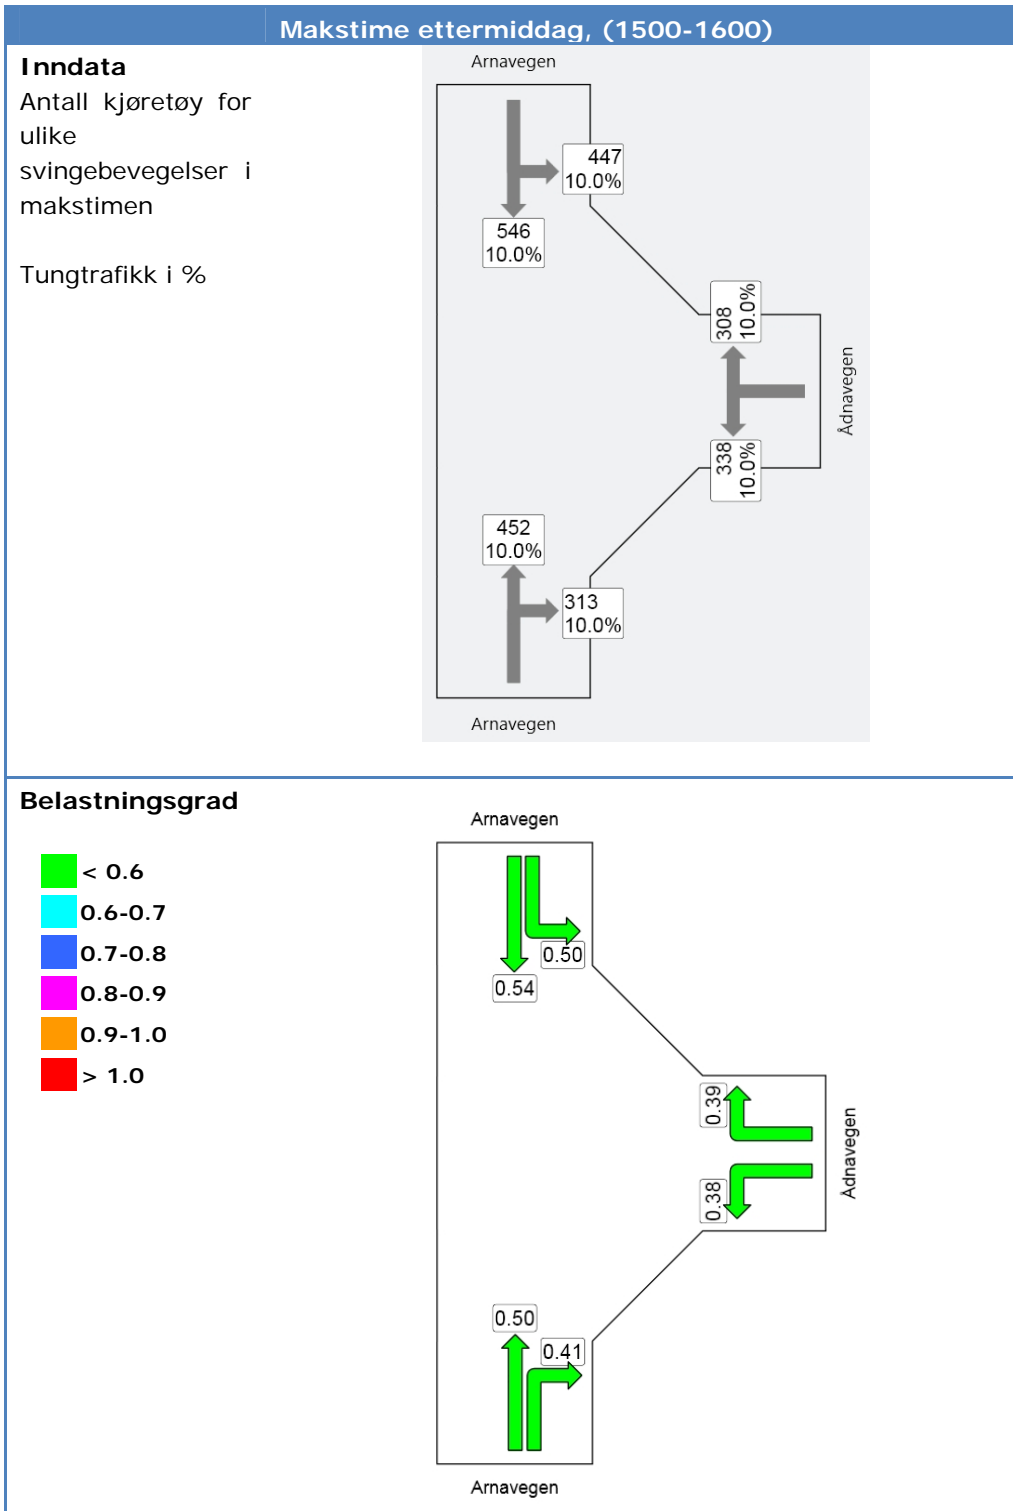 Makstime ettermiddag, (1500-1600)
Inndata
Antall kjøretøy for
ulike
svingebevegelser i
makstimen
Tungtrafikk i %
Arnavegen
447
10.0%
546
10.0%
308
10.0%
Ådnavegen
338
10.0%
452
10.0%
313
10.0%
Arnavegen
Belastningsgrad
< 0.6
0.6-0.7
0.7-0.8
0.8-0.9
0.9-1.0
> 1.0
Arnavegen
0.50
0.54
0.39
Ådnavegen
0.38
0.50
0.41
Arnavegen